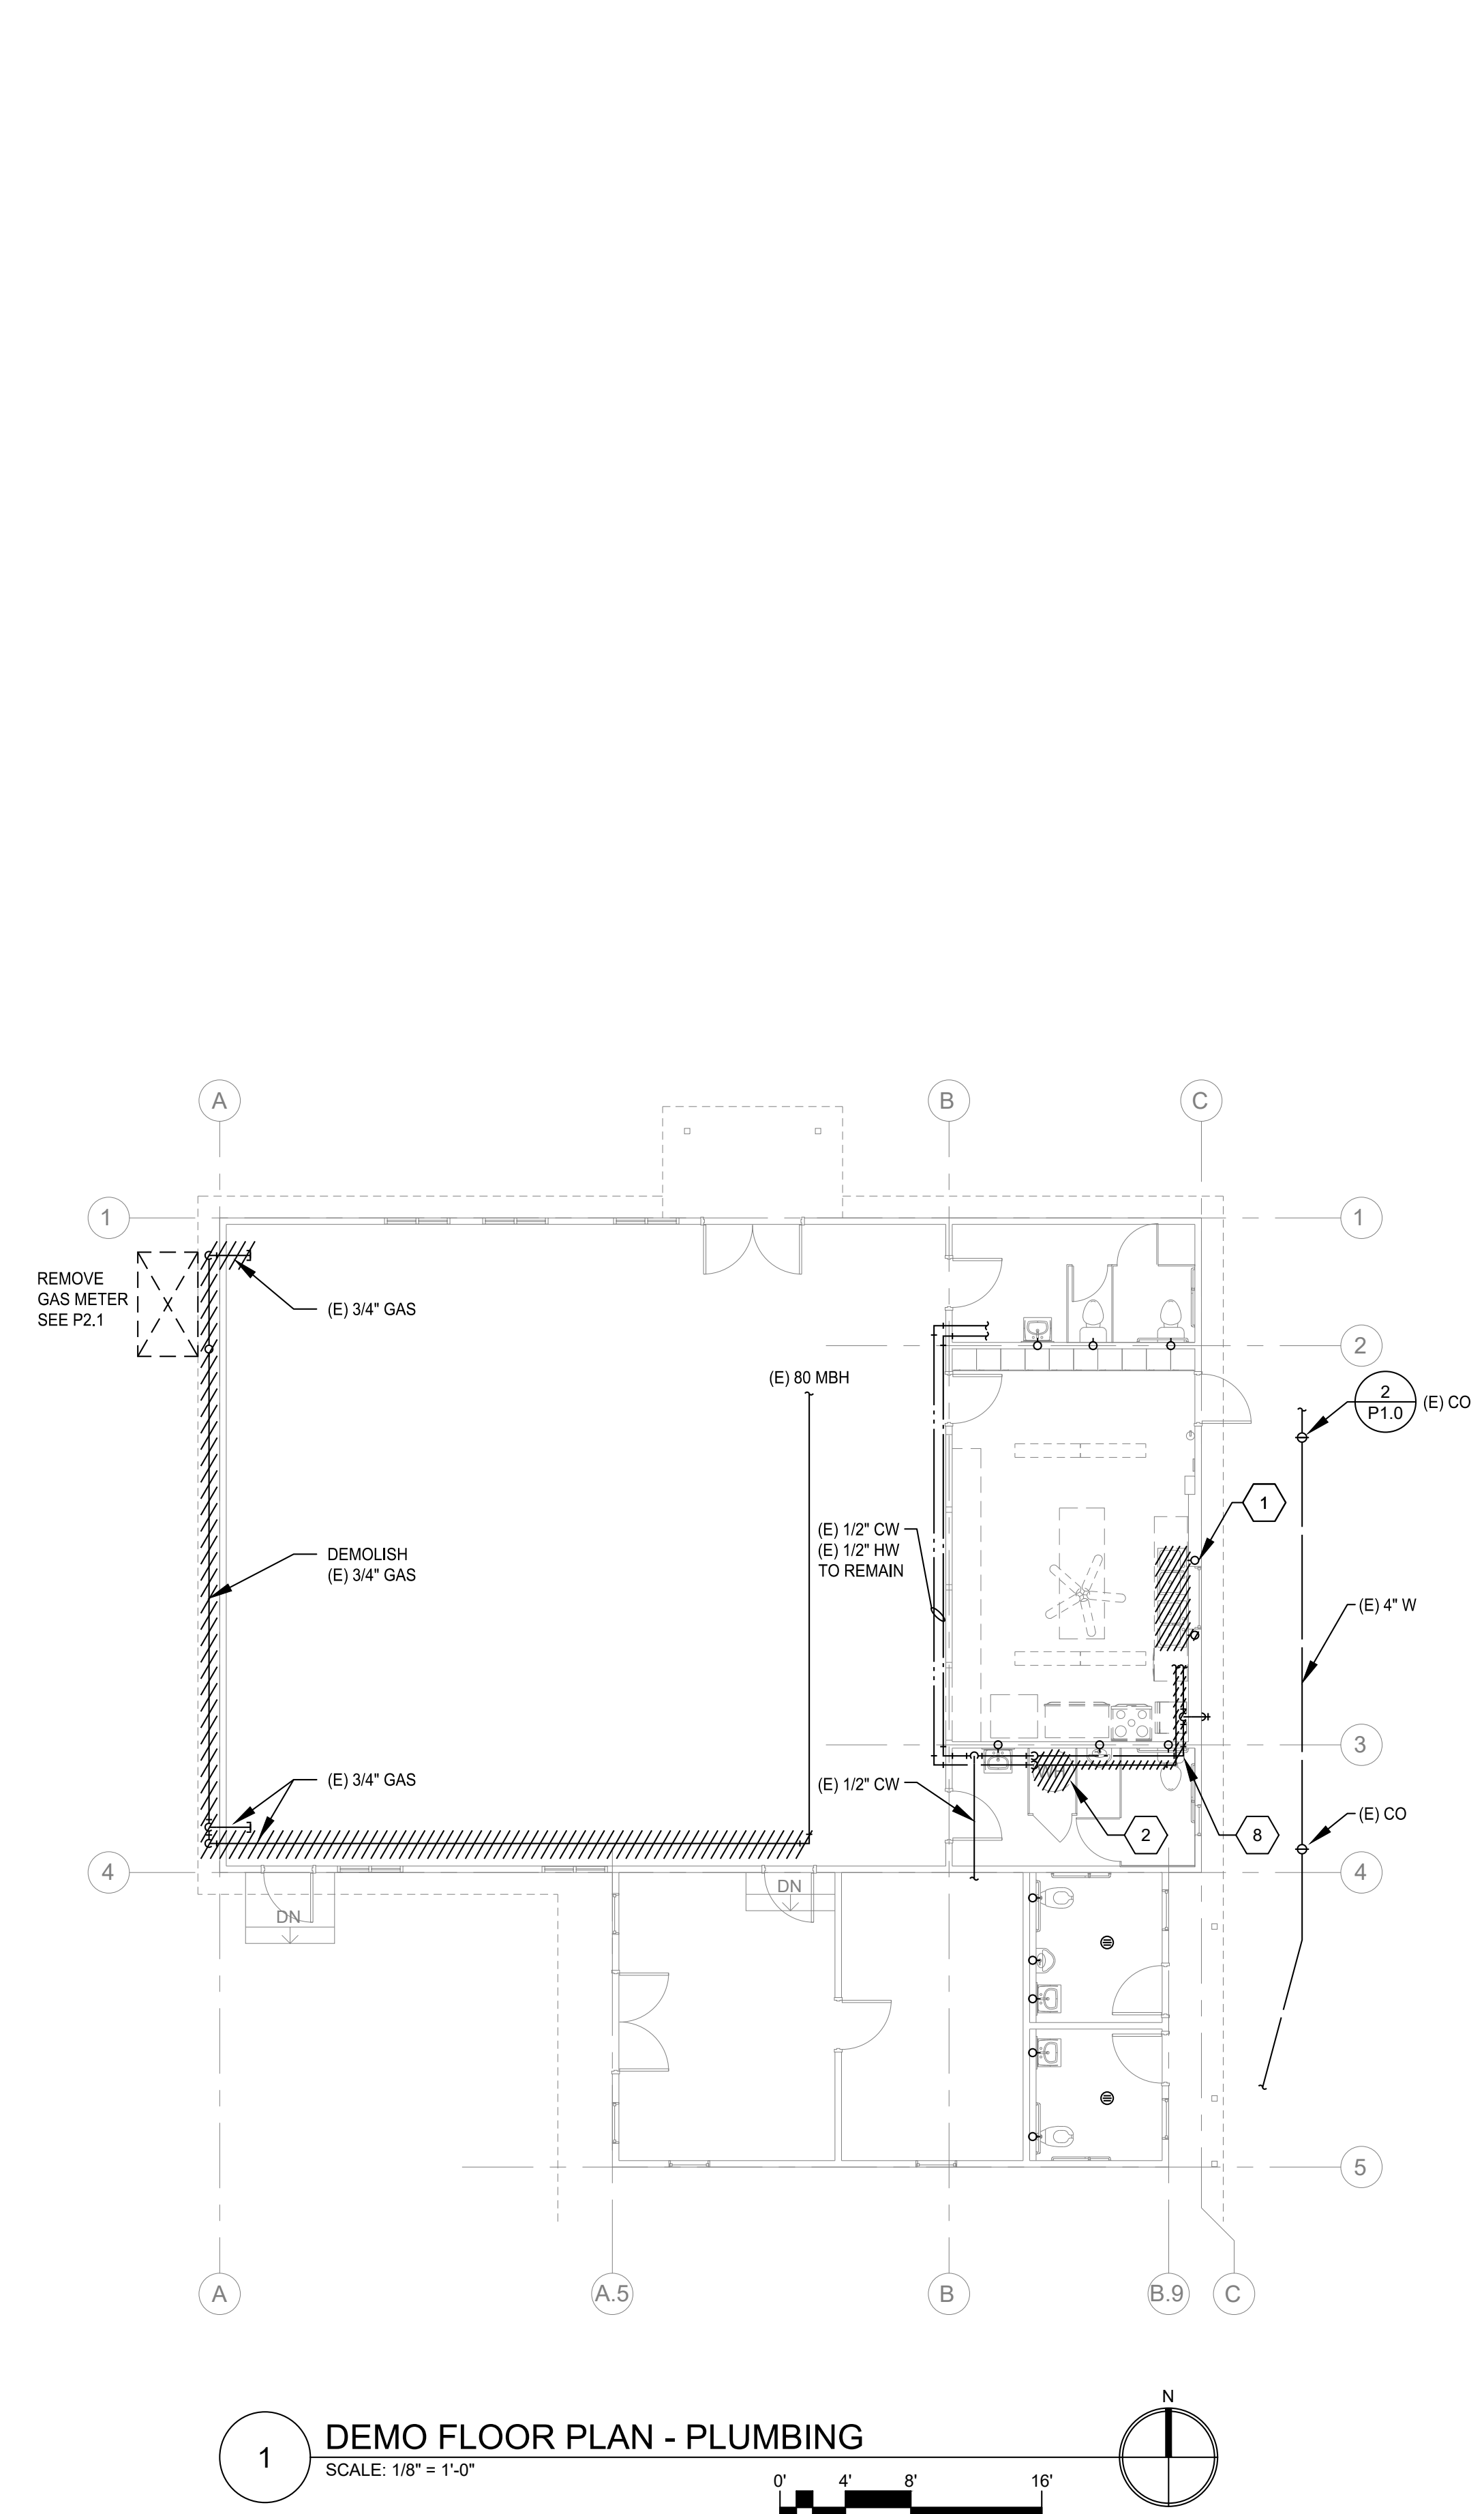 A
B
C
1
1
REMOVE
GAS METER
SEE P2.1
(E) 3/4" GAS
2
(E) 80 MBH
2
P1.0
(E) CO
1
(E) 1/2" CW
(E) 1/2" HW
TO REMAIN
DEMOLISH
(E) 3/4" GAS
(E) 4" W
3
(E) 3/4" GAS
(E) 1/2" CW
2
8
(E) CO
4
4
DN
DN
5
A
A.5
B
B.9
C
N
1
DEMO FLOOR PLAN - PLUMBING
SCALE: 1/8" = 1'-0"
0'
4'
8'
16'